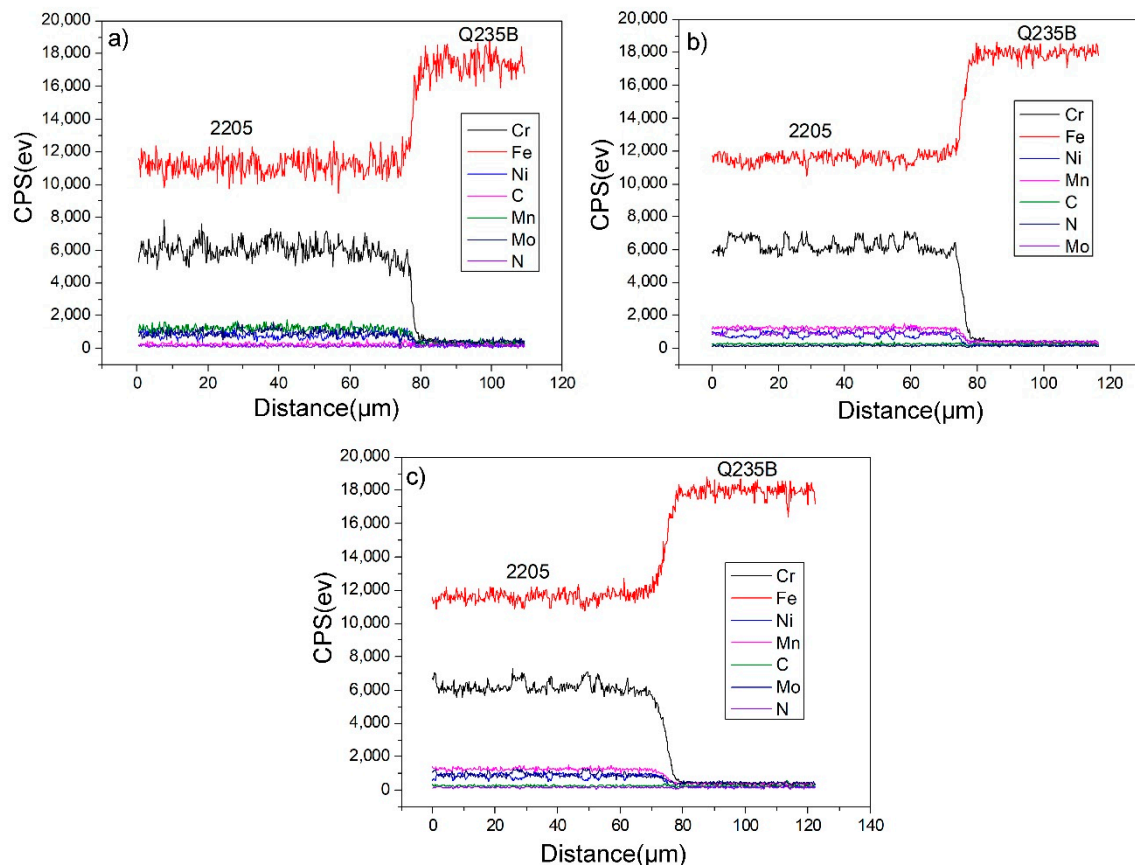 a)
Q235B
2205
20,000
18,000
16,000
14,000
12,000
10,000
8,000
6,000
4,000
2,000
0
CPS(ev)
Cr
Fe
Ni
C
Mn
Mo
N
0 20 40 60 80 100 120
Distance(μm)
b)
Q235B
2205
20,000
18,000
16,000
14,000
12,000
10,000
8,000
6,000
4,000
2,000
0
CPS(ev)
Cr
Fe
Ni
Mn
C
N
Mo
0 20 40 60 80 100 120
Distance(μm)
c)
Q235B
2205
20,000
18,000
16,000
14,000
12,000
10,000
8,000
6,000
4,000
2,000
0
CPS(ev)
Cr
Fe
Ni
Mn
C
Mo
N
0 20 40 60 80 100 120 140
Distance(μm)